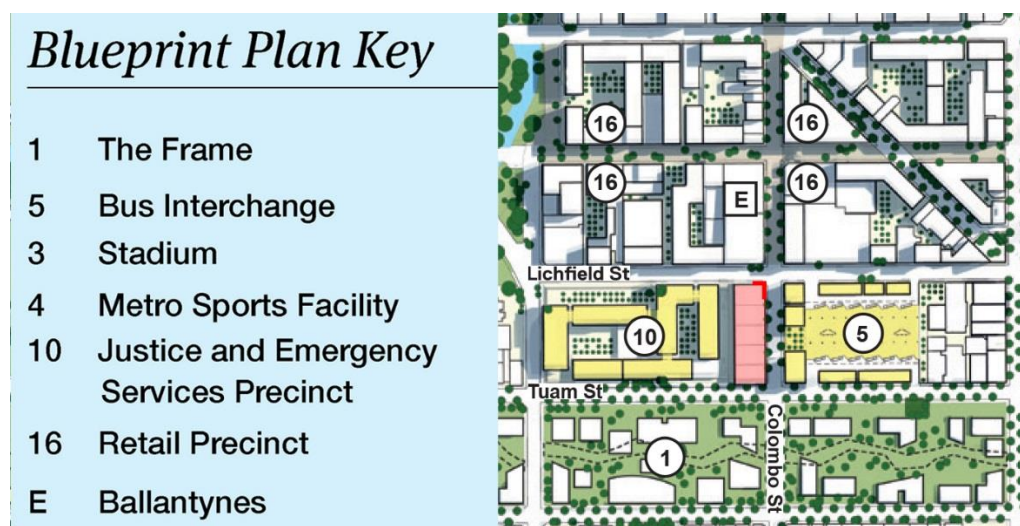 Blueprint Plan Key
1 The Frame
5 Bus Interchange
3 Stadium
4 Metro Sports Facility
10 Justice and Emergency
Services Precinct
16 Retail Precinct
E Ballantynes
16
16
16
E
16
Lichfield St
10
5
Tuam St
1
Colombo St